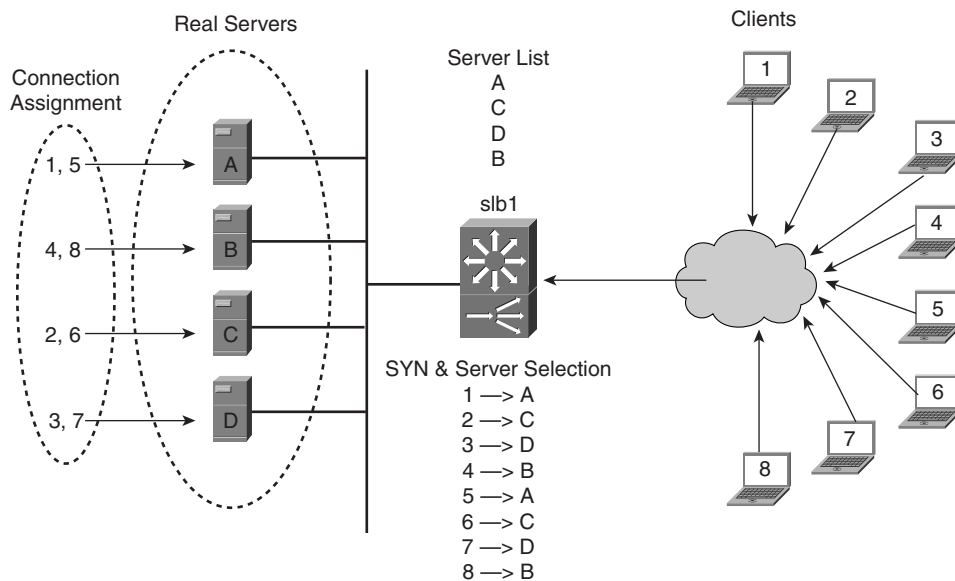 Real Servers
Connection
Assignment
1, 5
4, 8
2, 6
3, 7
A
B
C
D
Server List
A
C
D
B
slb1
SYN & Server Selection
1 —> A
2 —> C
3 —> D
4 —> B
5 —> A
6 —> C
7 —> D
8 —> B
Clients
1
2
3
4
5
6
7
8